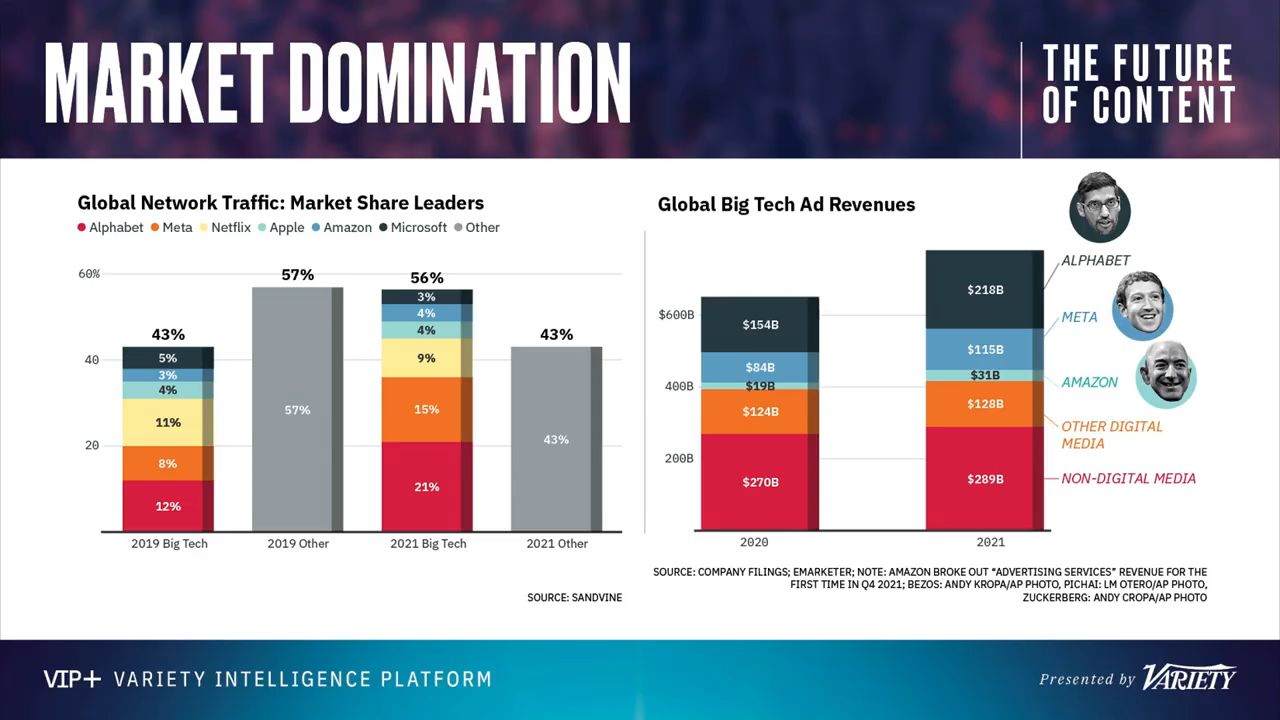 MARKET DOMINATION
THE FUTURE
OF CONTENT
Global Network Traffic: Market Share Leaders
Alphabet Meta Netflix Apple Amazon Microsoft Other
60%
40
20
43%
5%
3%
4%
11%
8%
12%
57%
57%
56%
3%
4%
4%
9%
15%
21%
43%
43%
2019 Big Tech 2019 Other 2021 Big Tech 2021 Other
SOURCE: SANDVINE
Global Big Tech Ad Revenues
$600B
400B
200B
$154B
$84B
$19B
$124B
$270B
$218B
$115B
$31B
$128B
$289B
ALPHABET
META
AMAZON
OTHER DIGITAL
MEDIA
NON-DIGITAL MEDIA
2020 2021
SOURCE: COMPANY FILINGS; EMARKETER; NOTE: AMAZON BROKE OUT “ADVERTISING SERVICES” REVENUE FOR THE
FIRST TIME IN Q4 2021; BEZOS: ANDY KROPA/AP PHOTO, PICHAI: LM OTERO/AP PHOTO,
ZUCKERBERG: ANDY CROPA/AP PHOTO
VIP+ VARIETY INTELLIGENCE PLATFORM
Presented by VARIETY